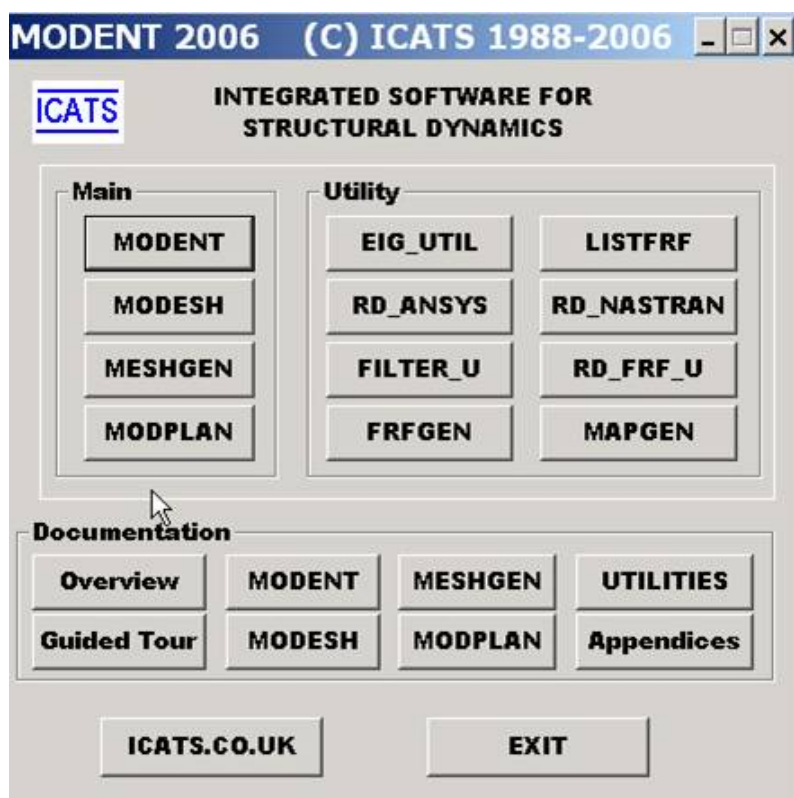 MODENT 2006 (C) ICATS 1988-2006
ICATS
INTEGRATED SOFTWARE FOR
STRUCTURAL DYNAMICS
Main
MODENT
MODESH
MESHGEN
MODPLAN
Utility
EIG_UTIL LISTFRF
RD_ANSYS RD_NASTRAN
FILTER_U RD_FRF_U
FRFGEN MAPGEN
Documentation
Overview MODENT MESHGEN UTILITIES
Guided Tour MODESH MODPLAN Appendices
ICATS.CO.UK EXIT